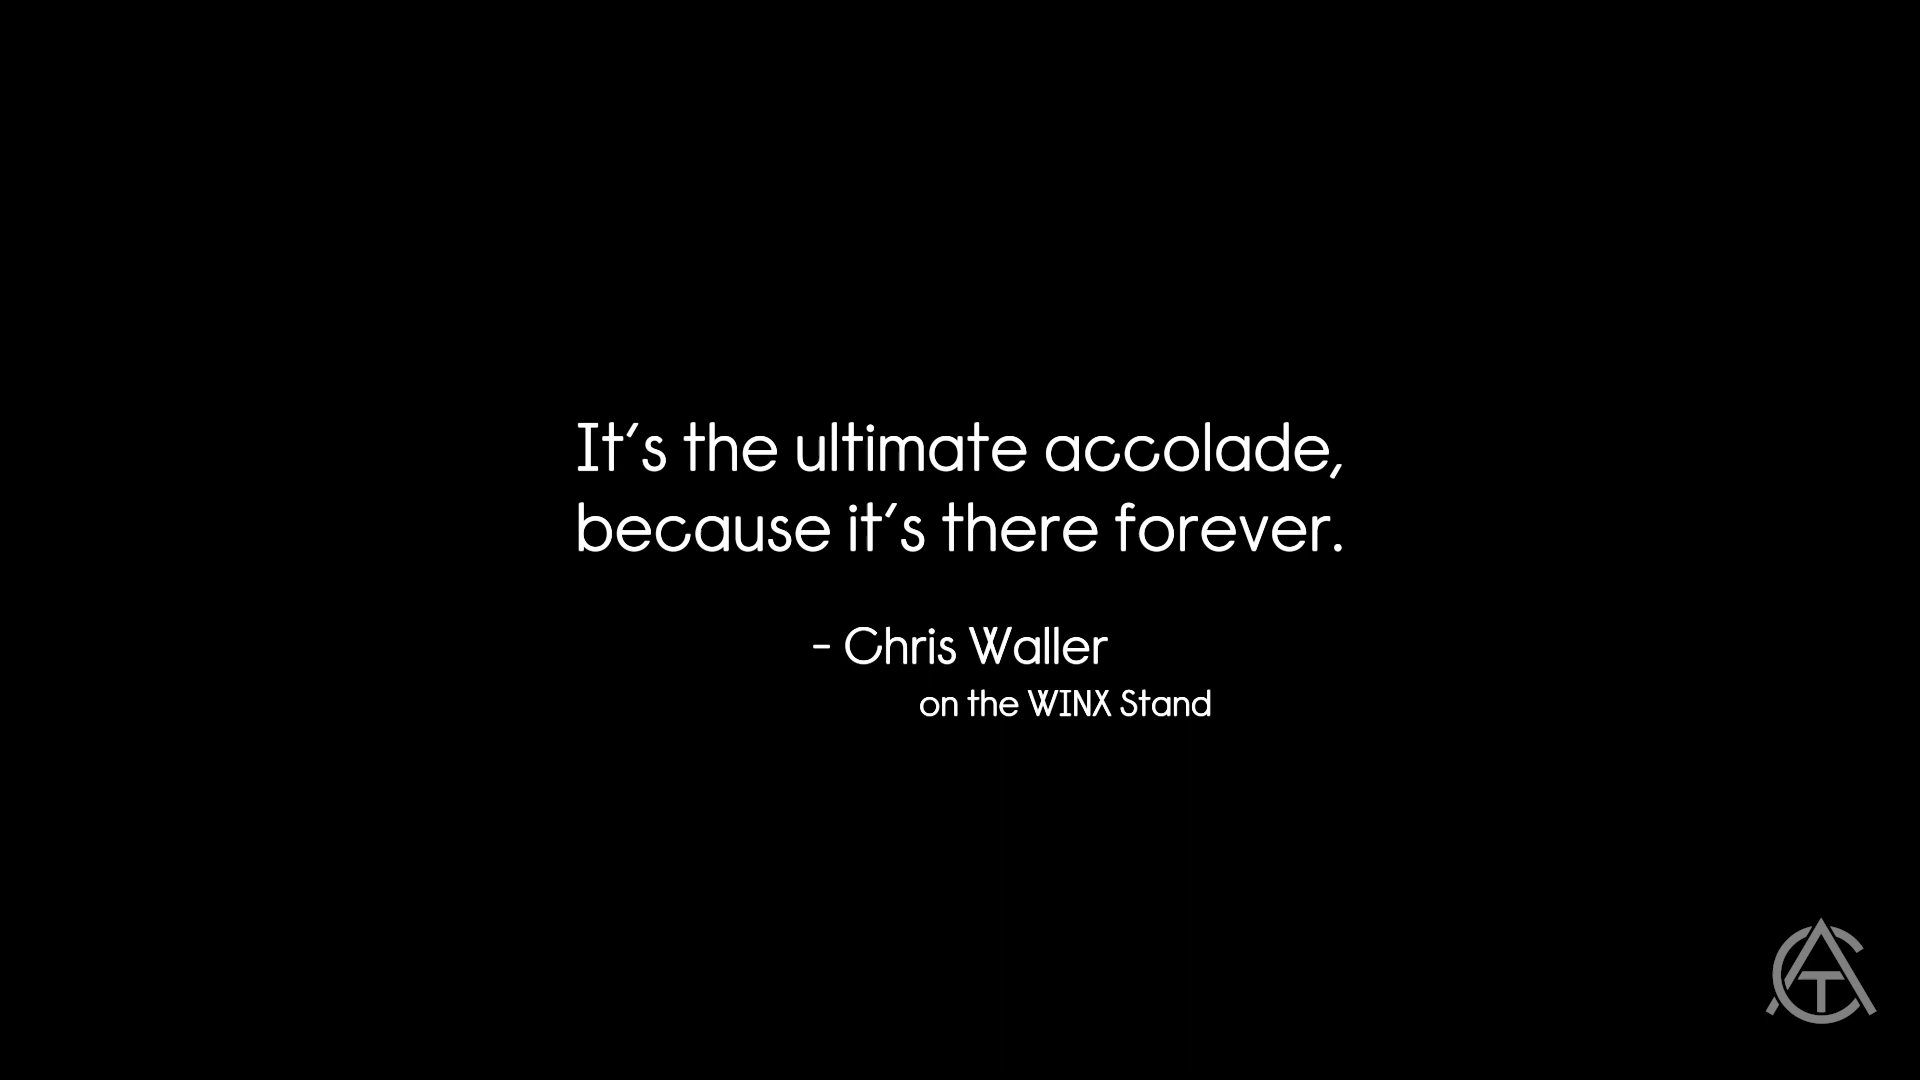 It's the ultimate accolade,
because it's there forever.
- Chris Waller
on the WINX Stand